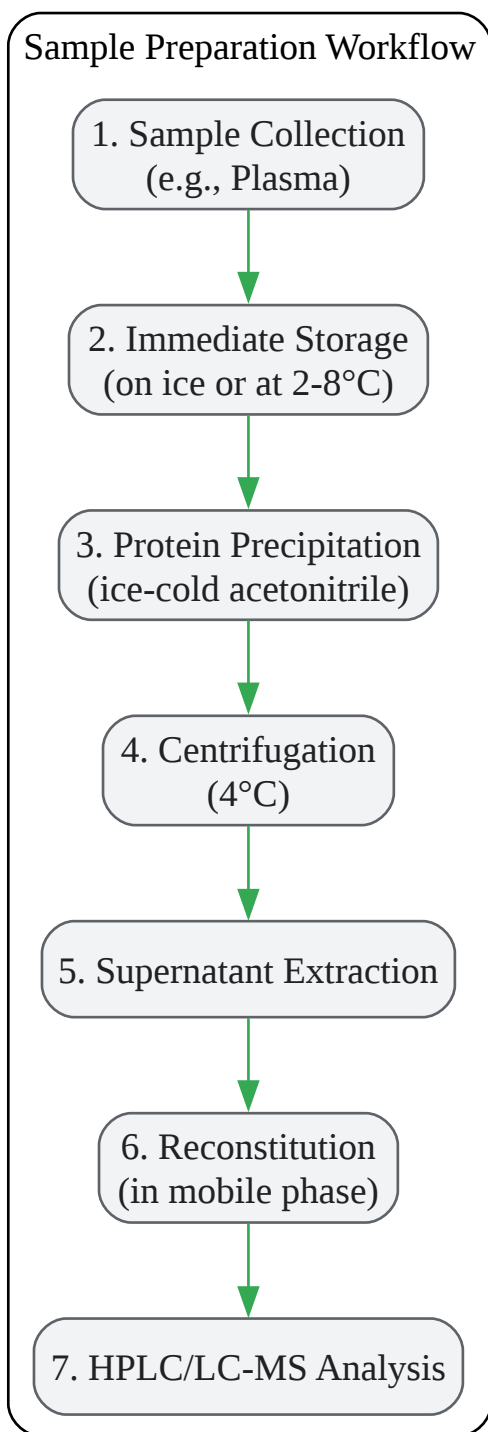 Sample Preparation Workflow
1. Sample Collection
(e.g., Plasma)
2. Immediate Storage
(on ice or at 2-8°C)
3. Protein Precipitation
(ice-cold acetonitrile)
4. Centrifugation
(4°C)
5. Supernatant Extraction
6. Reconstitution
(in mobile phase)
7. HPLC/LC-MS Analysis